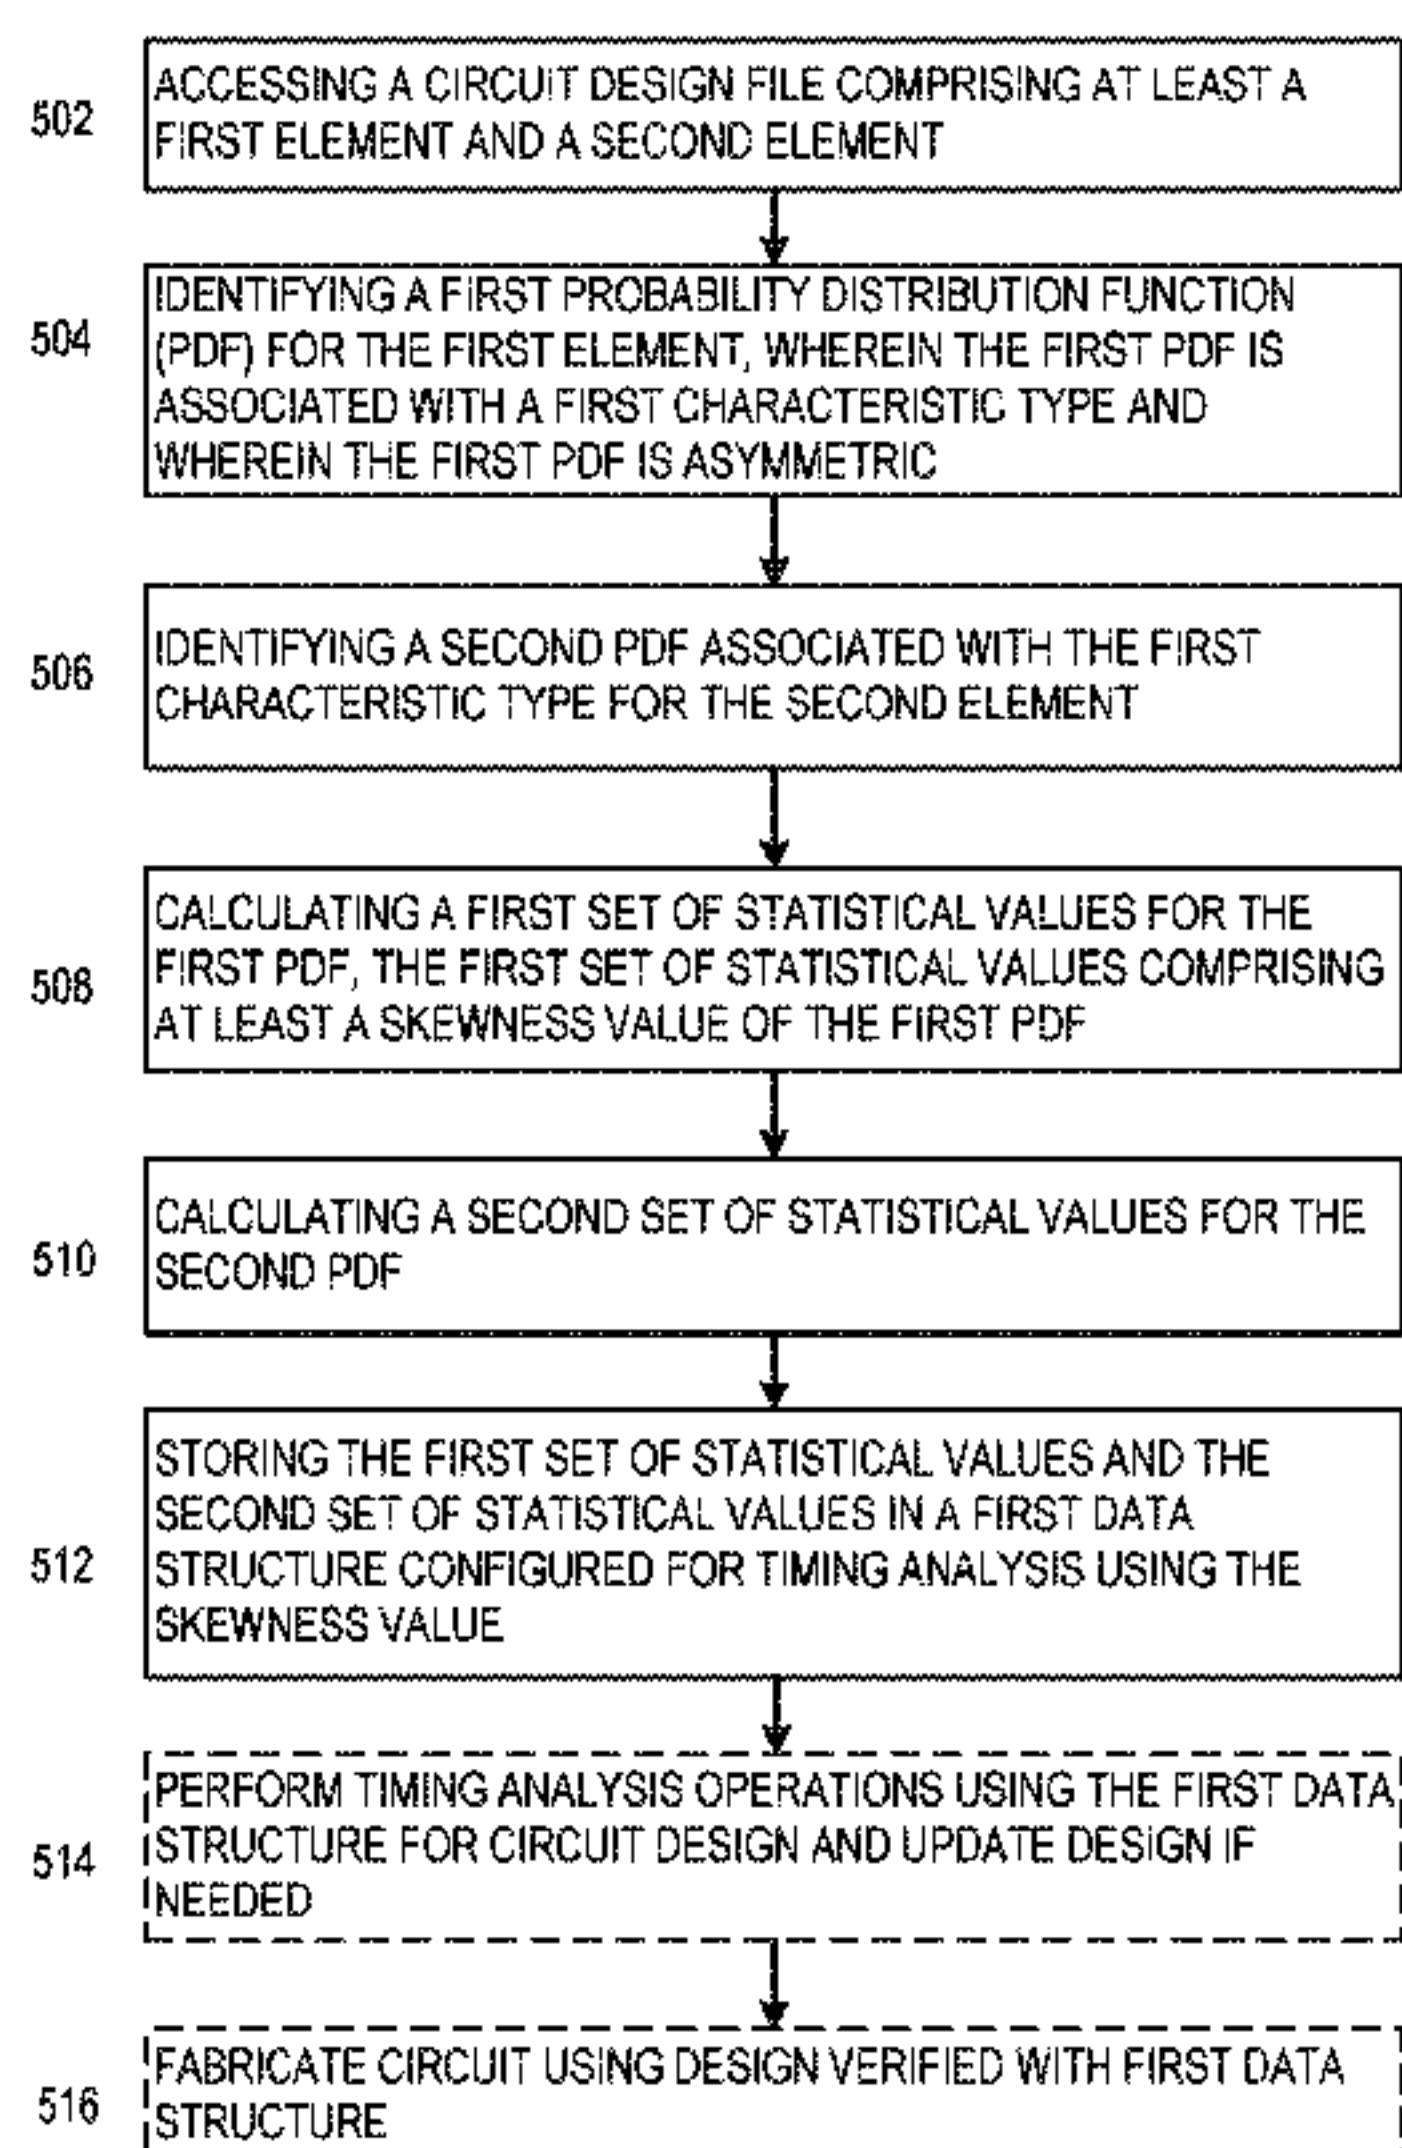 502
ACCESSING A CIRCUIT DESIGN FILE COMPRISING AT LEAST A
FIRST ELEMENT AND A SECOND ELEMENT
504
IDENTIFYING A FIRST PROBABILITY DISTRIBUTION FUNCTION
(PDF) FOR THE FIRST ELEMENT, WHEREIN THE FIRST PDF IS
ASSOCIATED WITH A FIRST CHARACTERISTIC TYPE AND
WHEREIN THE FIRST PDF IS ASYMMETRIC
506
IDENTIFYING A SECOND PDF ASSOCIATED WITH THE FIRST
CHARACTERISTIC TYPE FOR THE SECOND ELEMENT
508
CALCULATING A FIRST SET OF STATISTICAL VALUES FOR THE
FIRST PDF, THE FIRST SET OF STATISTICAL VALUES COMPRISING
AT LEAST A SKEWNESS VALUE OF THE FIRST PDF
510
CALCULATING A SECOND SET OF STATISTICAL VALUES FOR THE
SECOND PDF
512
STORING THE FIRST SET OF STATISTICAL VALUES AND THE
SECOND SET OF STATISTICAL VALUES IN A FIRST DATA
STRUCTURE CONFIGURED FOR TIMING ANALYSIS USING THE
SKEWNESS VALUE
514
PERFORM TIMING ANALYSIS OPERATIONS USING THE FIRST DATA
STRUCTURE FOR CIRCUIT DESIGN AND UPDATE DESIGN IF
NEEDED
516
FABRICATE CIRCUIT USING DESIGN VERIFIED WITH FIRST DATA
STRUCTURE